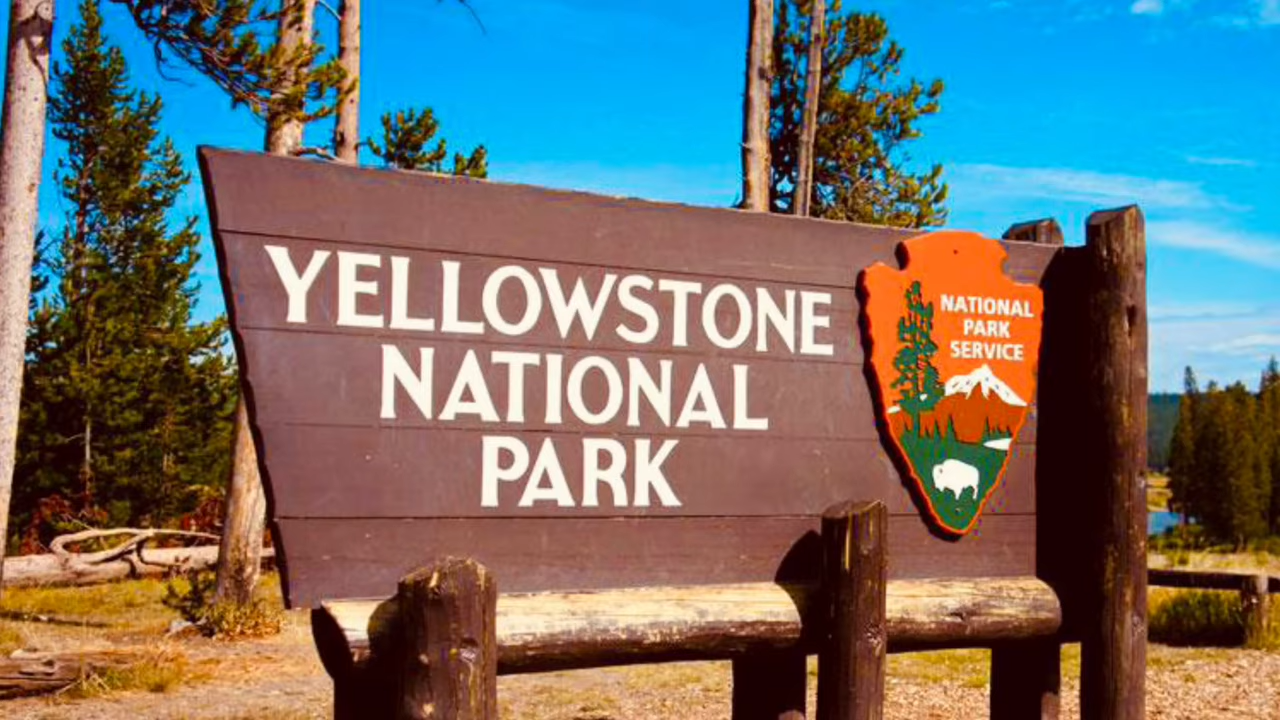 YELLOWSTONE
NATIONAL
PARK
NATIONAL
PARK
SERVICE